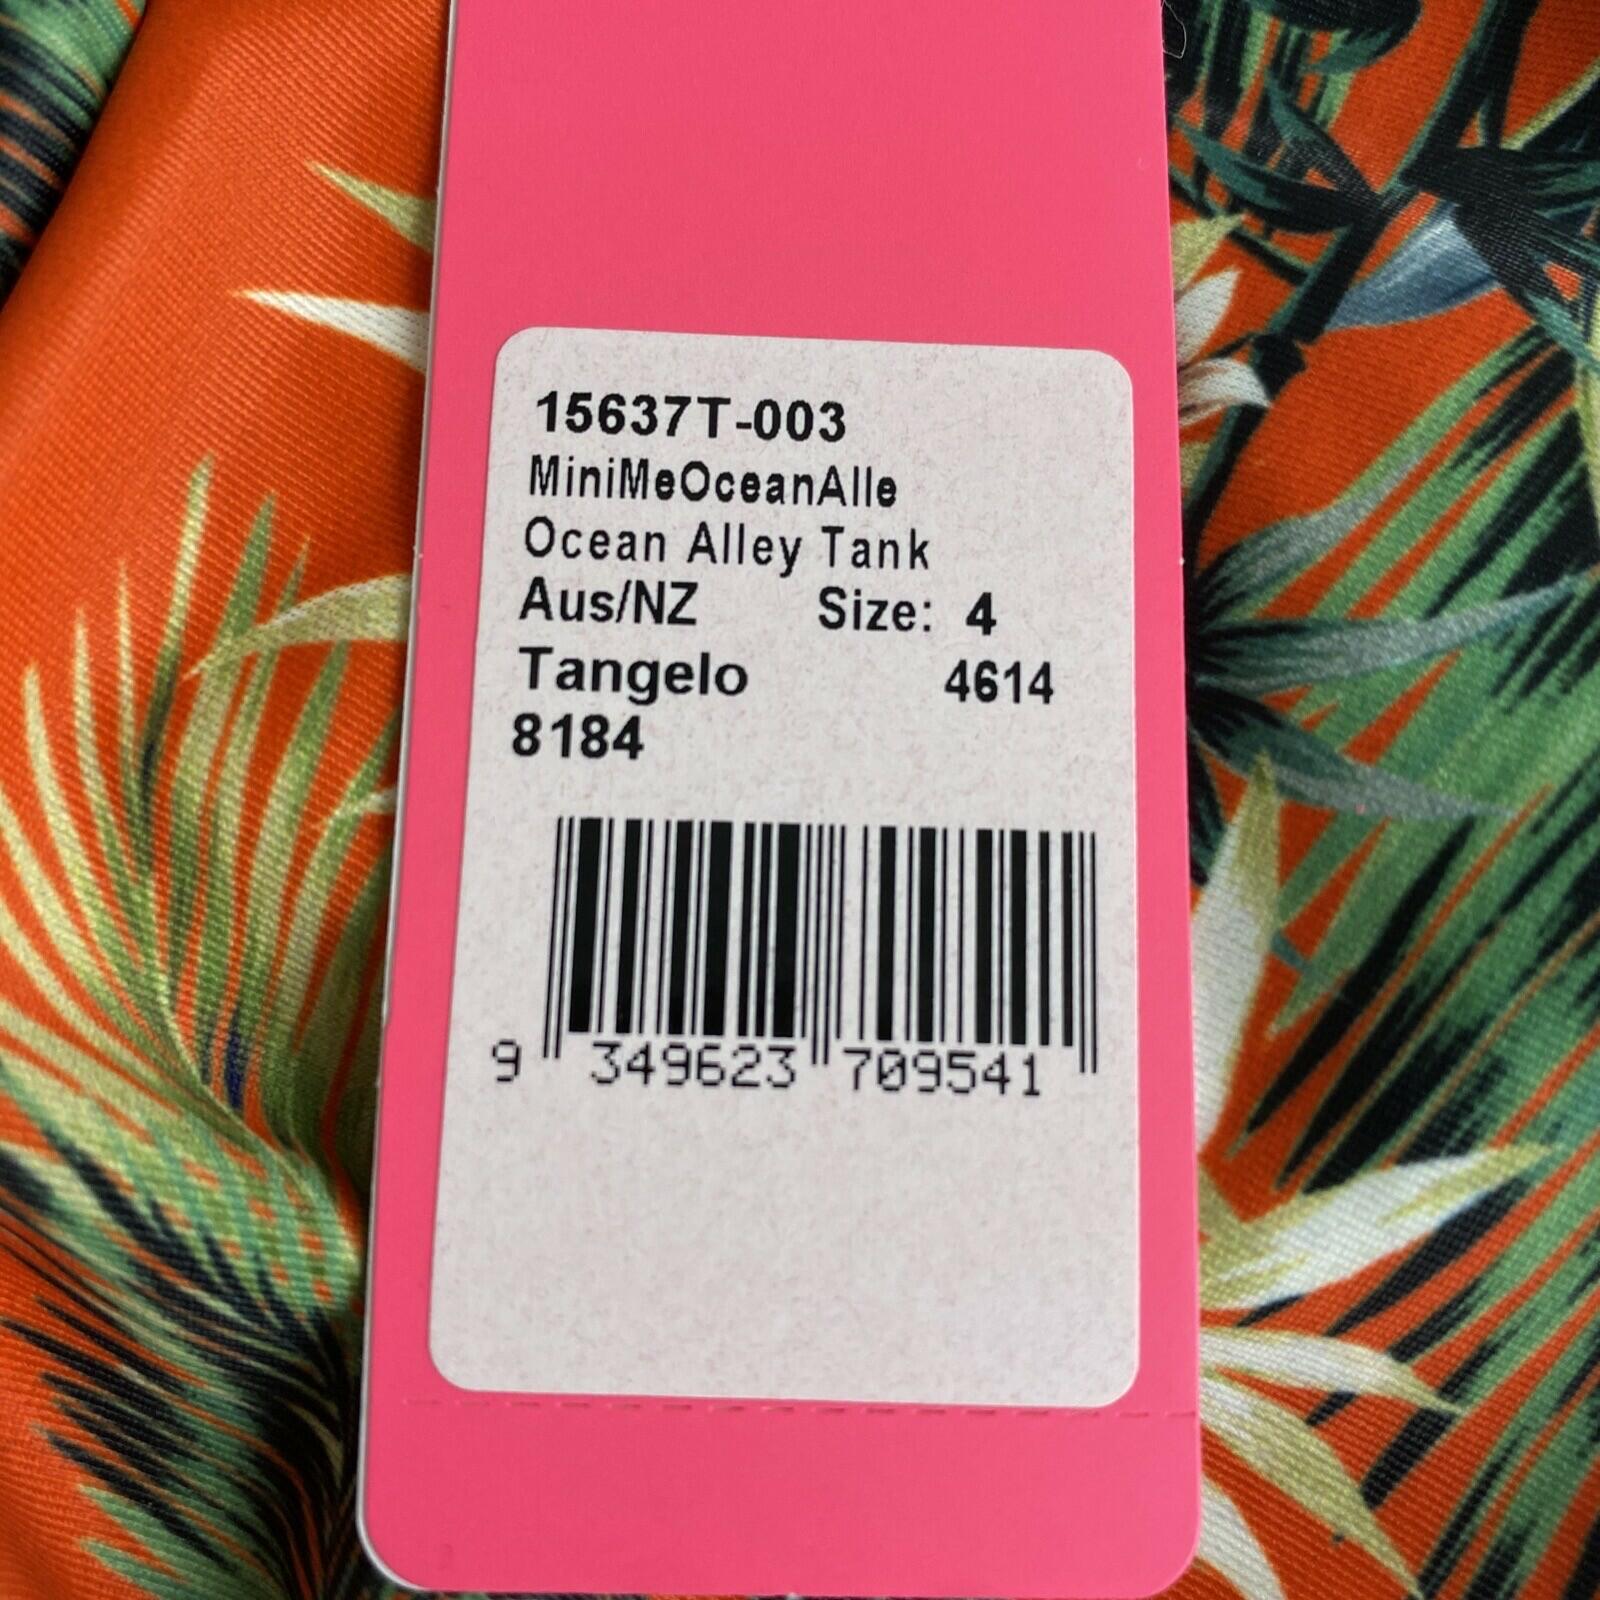 15637T-003
MiniMeOceanAlle
Ocean Alley Tank
Aus/NZ Size: 4
Tangelo 4614
8184
9 349623 709541